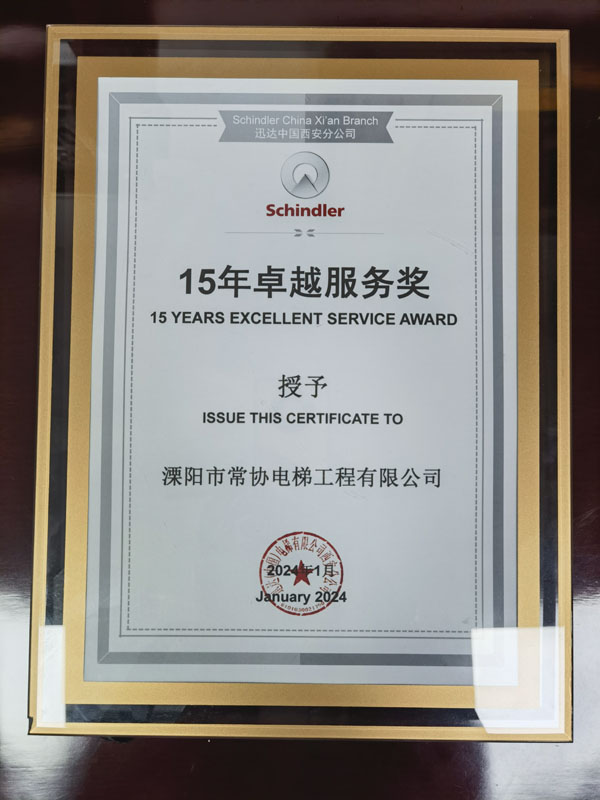 Schindler China Xi'an Branch
迅达中国西安分公司
Schindler
15年卓越服务奖
15 YEARS EXCELLENT SERVICE AWARD
授予
ISSUE THIS CERTIFICATE TO
溧阳市常协电梯工程有限公司
2024年1月
January 2024